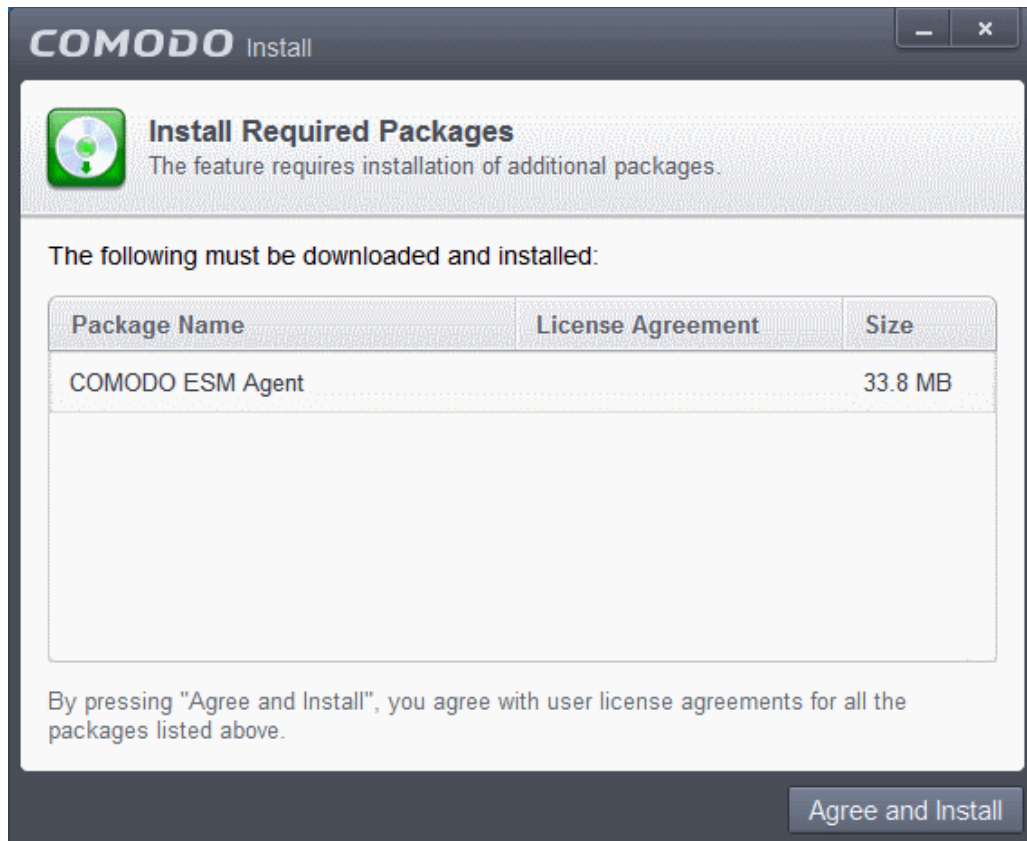 COMODO Install
Install Required Packages
The feature requires installation of additional packages.
The following must be downloaded and installed:
Package Name License Agreement Size
COMODO ESM Agent 33.8 MB
By pressing "Agree and Install", you agree with user license agreements for all the
packages listed above.
Agree and Install